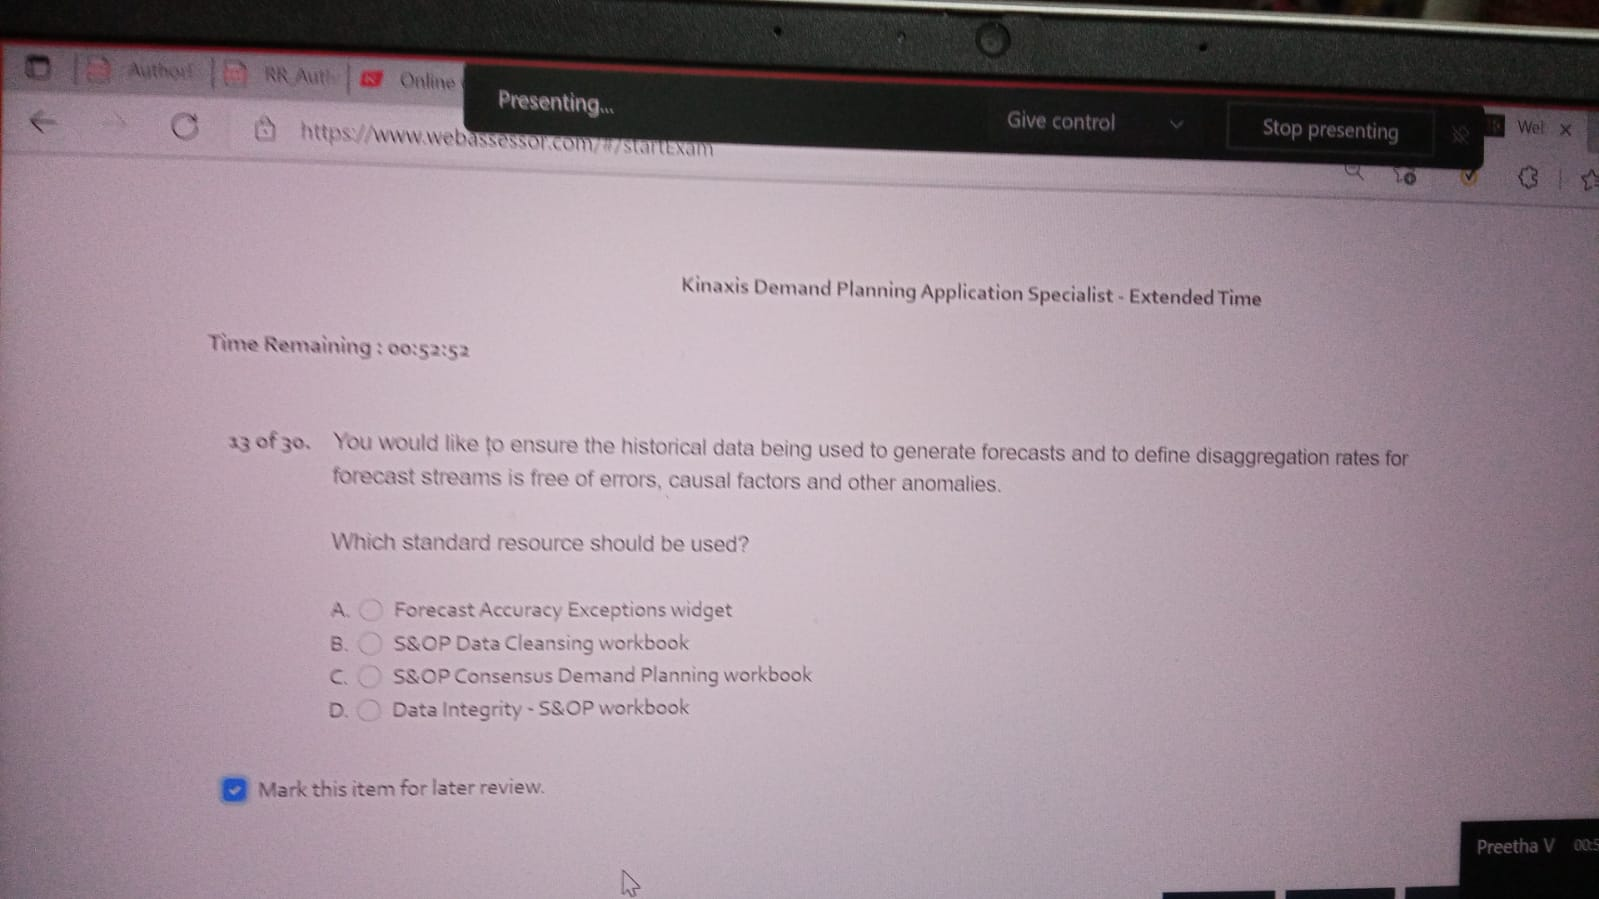 Author
RR Auth
Online
Presenting...
Give control
Stop presenting
Wel
https://www.webassessor.com/#/startExam
Kinaxis Demand Planning Application Specialist - Extended Time
Time Remaining : 00:52:52
13 of 30. You would like to ensure the historical data being used to generate forecasts and to define disaggregation rates for
forecast streams is free of errors, causal factors and other anomalies.
Which standard resource should be used?
A. Forecast Accuracy Exceptions widget
B. S&OP Data Cleansing workbook
C. S&OP Consensus Demand Planning workbook
D. Data Integrity - S&OP workbook
Mark this item for later review.
Preetha V 00:5